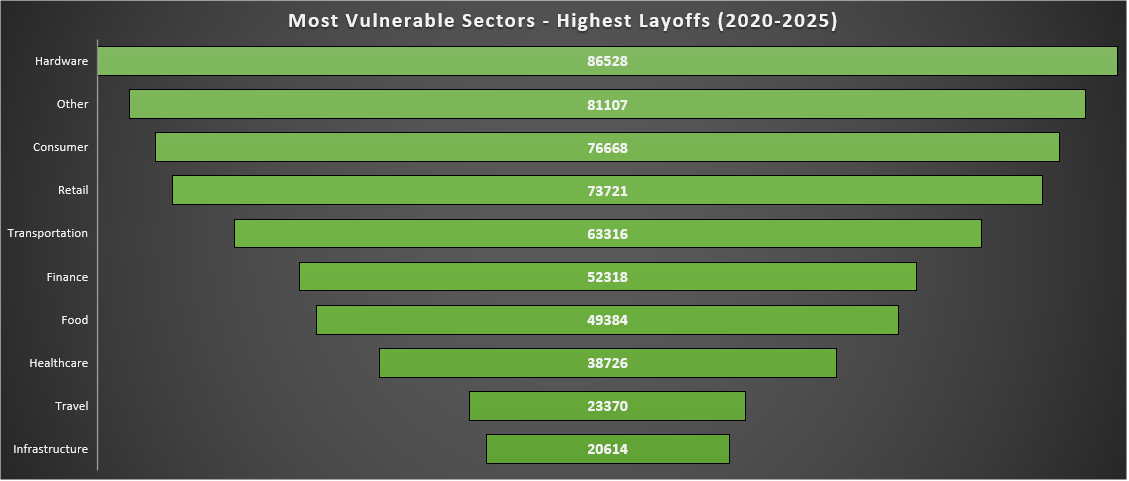 Most Vulnerable Sectors - Highest Layoffs (2020-2025)
Hardware 86528
Other 81107
Consumer 76668
Retail 73721
Transportation 63316
Finance 52318
Food 49384
Healthcare 38726
Travel 23370
Infrastructure 20614